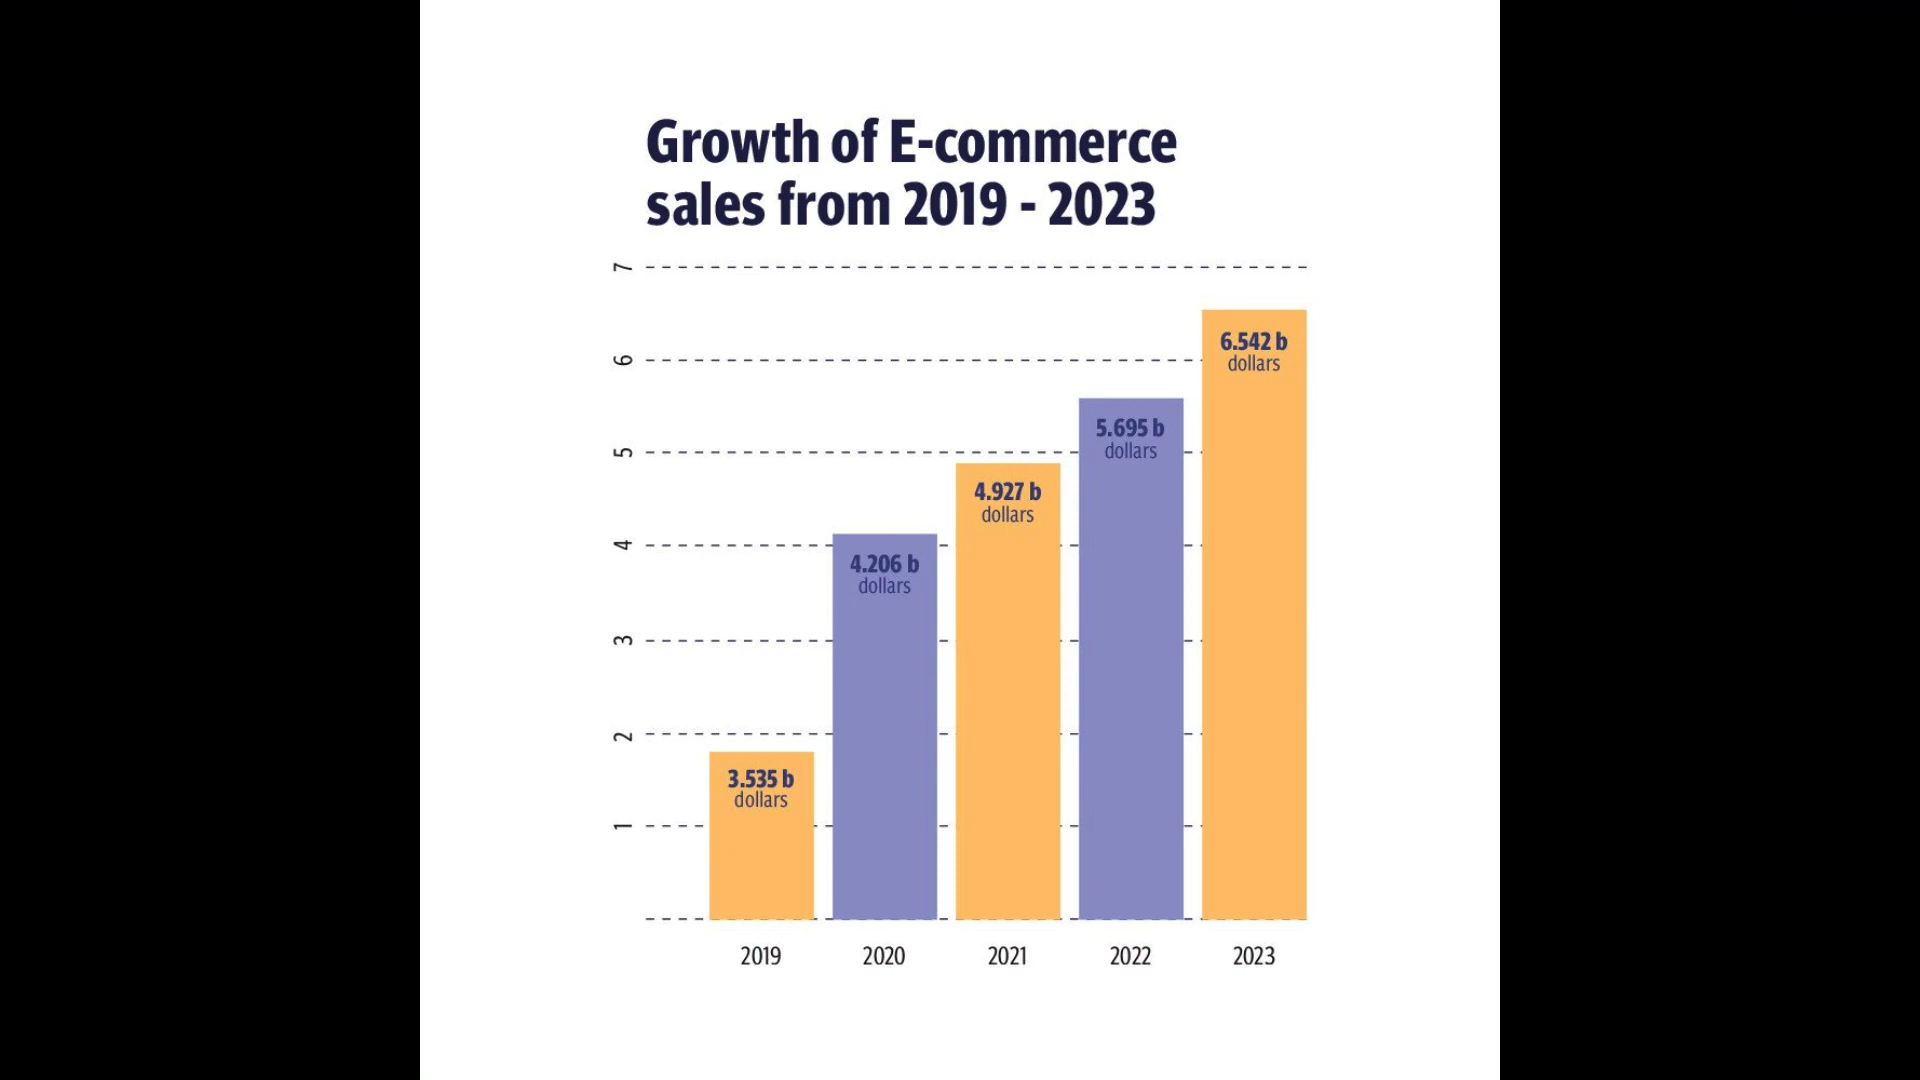 Growth of E-commerce
sales from 2019 - 2023
7
6
5
4
3
2
1
6.542 b
dollars
5.695 b
dollars
4.927 b
dollars
4.206 b
dollars
3.535 b
dollars
2019 2020 2021 2022 2023